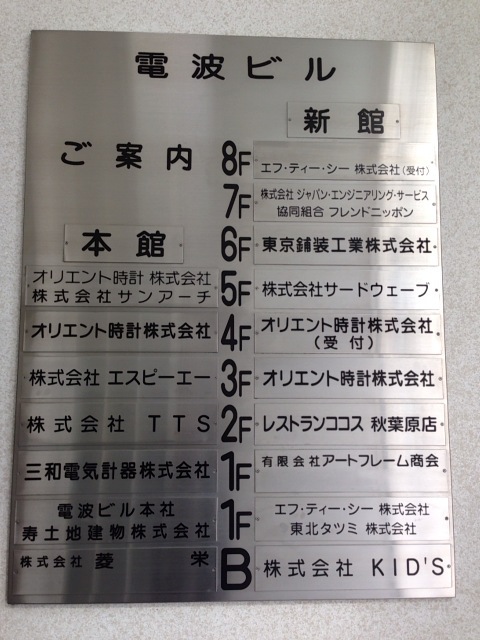 電波ビル
新館
ご案内
8F エフ・ティー・シー 株式会社(受付)
7F 株式会社 ジャパン・エンジニアリング・サービス
協同組合 フレンドニッポン
本館
6F 東京舗装工業株式会社
オリエント時計 株式会社
株式会社サンアーチ
5F 株式会社サードウェーブ
オリエント時計株式会社 4F オリエント時計株式会社
(受付)
株式会社 エスピーエー 3F オリエント時計株式会社
株式会社 TTS 2F レストランココス 秋葉原店
三和電気計器株式会社 1F 有限会社アートフレーム商会
電波ビル本社
寿土地建物株式会社
1F エフ・ティー・シー 株式会社
東北タツミ 株式会社
株式会社 菱栄 B 株式会社 KID'S